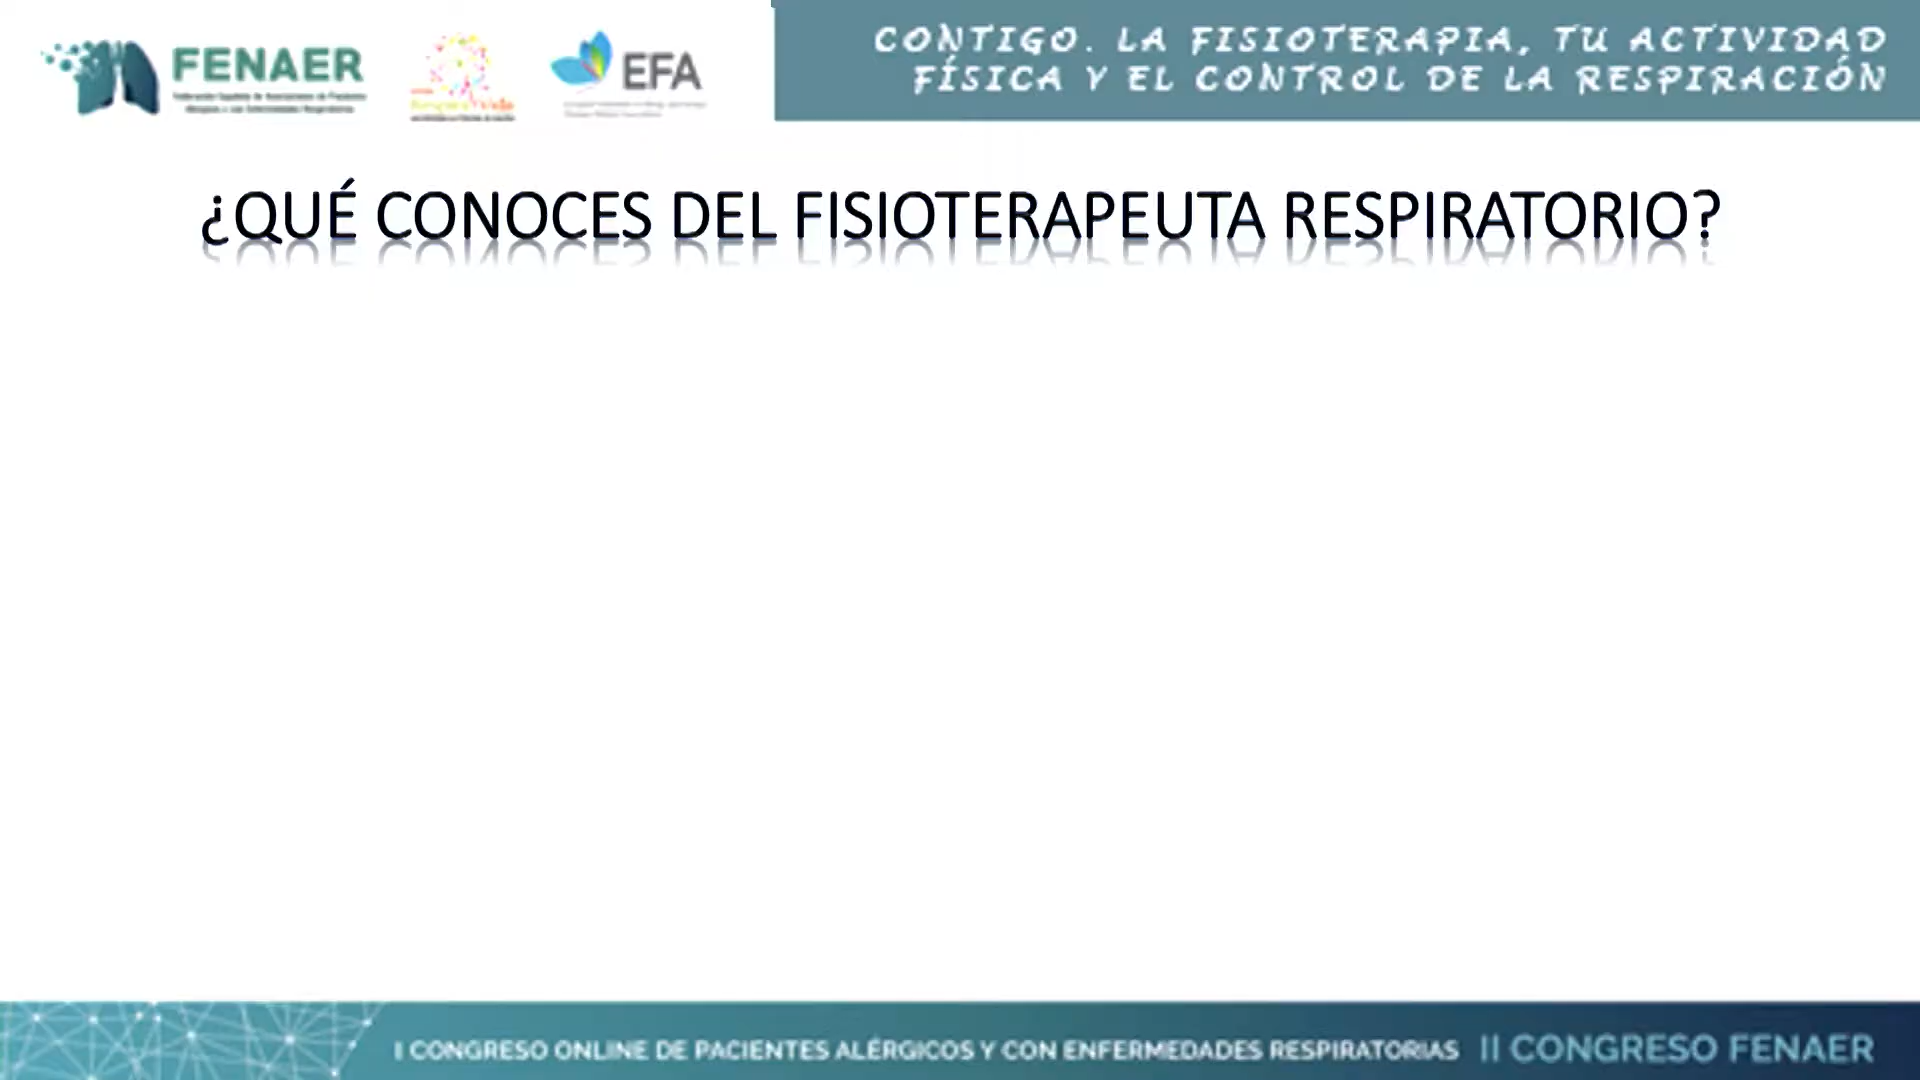 FENAER
EFA
CONTIGO. LA FISIOTERAPIA, TU ACTIVIDAD
FÍSICA Y EL CONTROL DE LA RESPIRACIÓN
¿QUÉ CONOCES DEL FISIOTERAPEUTA RESPIRATORIO?
I CONGRESO ONLINE DE PACIENTES ALÉRGICOS Y CON ENFERMEDADES RESPIRATORIAS II CONGRESO FENAER